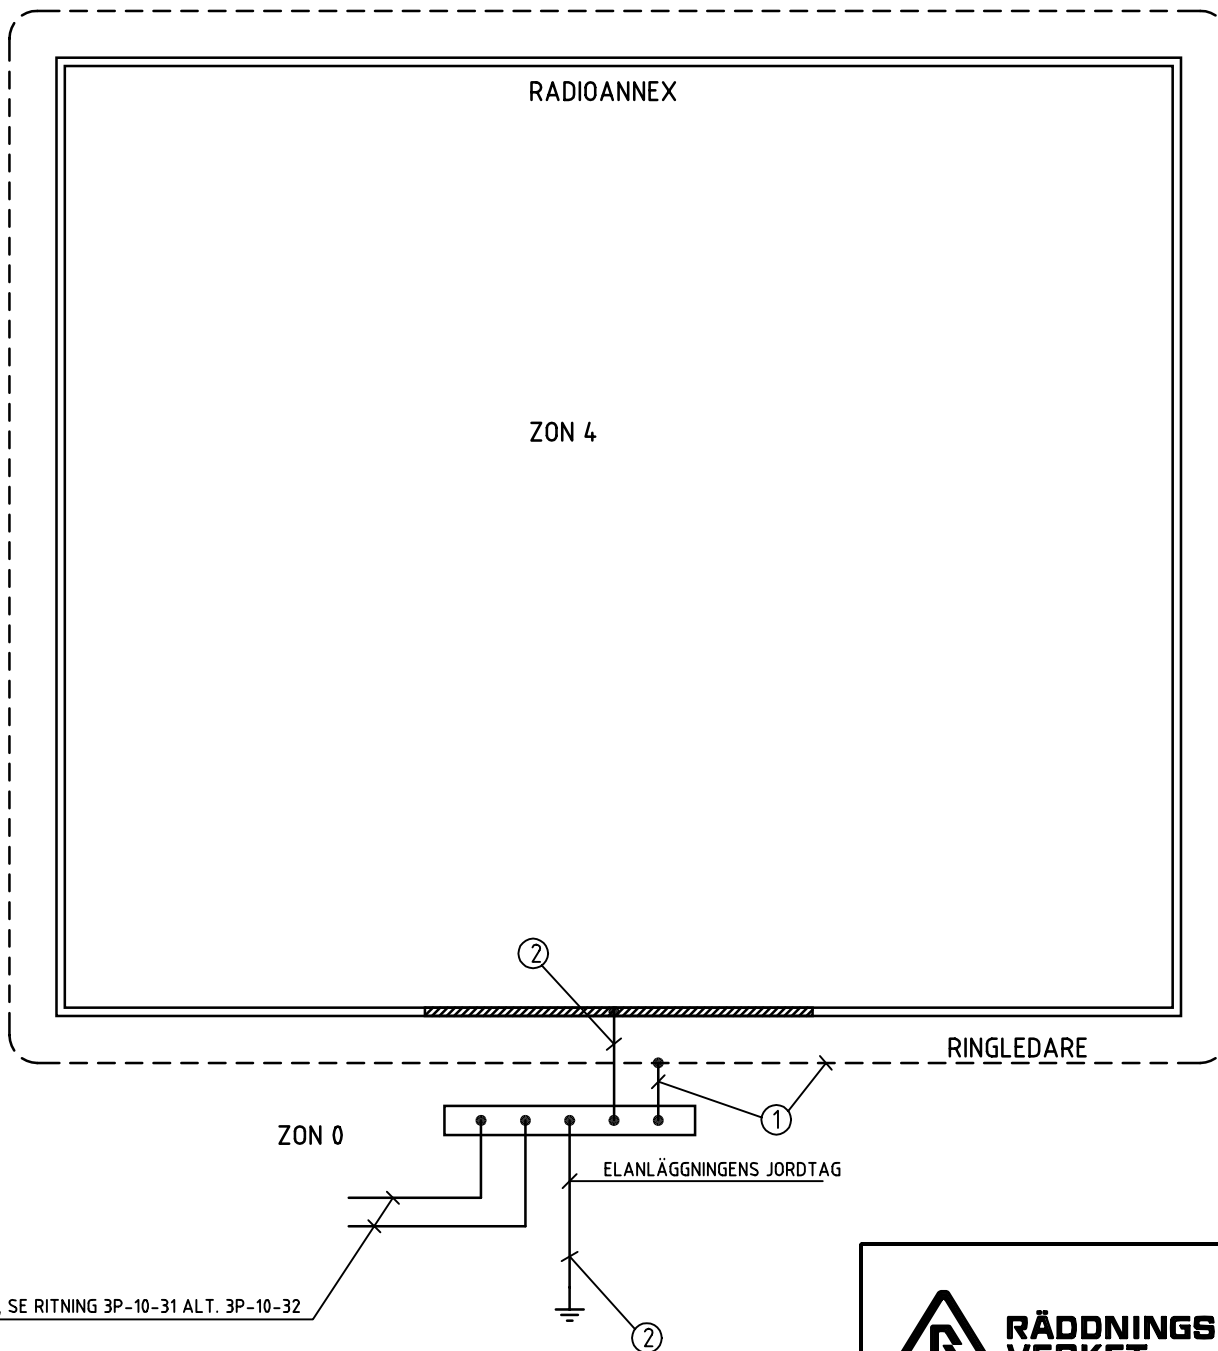 RADIOANNEX
ZON 4
2
RINGLEDARE
1
ZON 0
ELANLÄGGNINGENS JORDTAG
SE RITNING 3P-10-31 ALT. 3P-10-32
2
RÄDDNINGS
VERKET